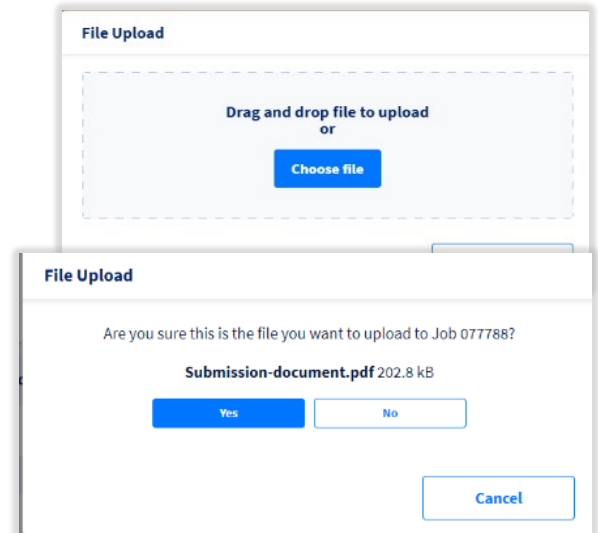 File Upload
Drag and drop file to upload
or
Choose file
File Upload
Are you sure this is the file you want to upload to Job 077788?
Submission-document.pdf 202.8 kB
Yes
No
Cancel